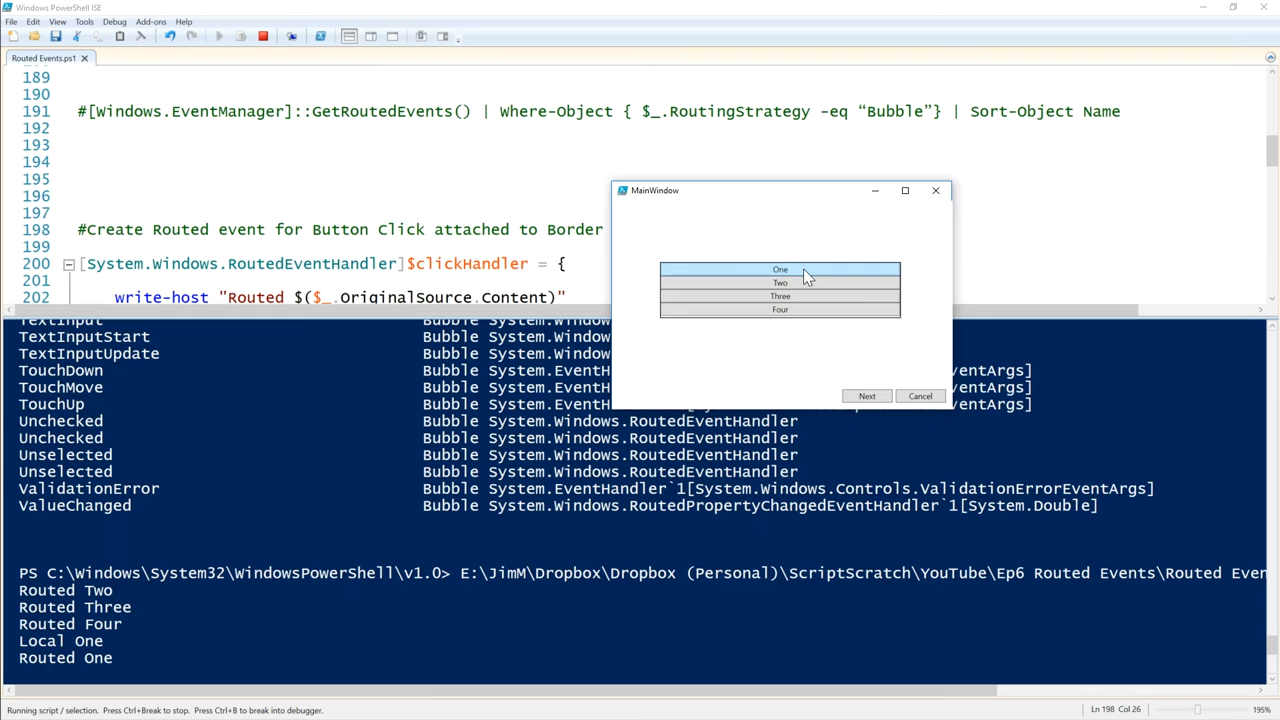 Windows PowerShell ISE
File Edit View Tools Debug Add-ons Help
Routed Events.ps1
189
190
191 #[Windows.EventManager]::GetRoutedEvents() | Where-Object { $_.RoutingStrategy -eq “Bubble”} | Sort-Object Name
192
193
194
195
196
197
198 #Create Routed event for Button Click attached to Border
199
200 [System.Windows.RoutedEventHandler]$clickHandler = {
201
202 write-host "Routed $($_.OriginalSource.Content)"
MainWindow
One
Two
Three
Four
Next Cancel
TextInput Bubble System.Windo
TextInputStart Bubble System.Windo
TextInputUpdate Bubble System.Windo
TouchDown Bubble System.EventH ventArgs]
TouchMove Bubble System.EventH ventArgs]
TouchUp Bubble System.EventH ventArgs]
Unchecked Bubble System.Windows.RoutedEventHandler
Unchecked Bubble System.Windows.RoutedEventHandler
Unselected Bubble System.Windows.RoutedEventHandler
Unselected Bubble System.Windows.RoutedEventHandler
ValidationError Bubble System.EventHandler`1[System.Windows.Controls.ValidationErrorEventArgs]
ValueChanged Bubble System.Windows.RoutedPropertyChangedEventHandler`1[System.Double]
PS C:\Windows\System32\WindowsPowerShell\v1.0> E:\JimM\Dropbox\Dropbox (Personal)\ScriptScratch\YouTube\Ep6 Routed Events\Routed Even
Routed Two
Routed Three
Routed Four
Local One
Routed One
Running script / selection. Press Ctrl+Break to stop. Press Ctrl+B to break into debugger. Ln 198 Col 26 195%